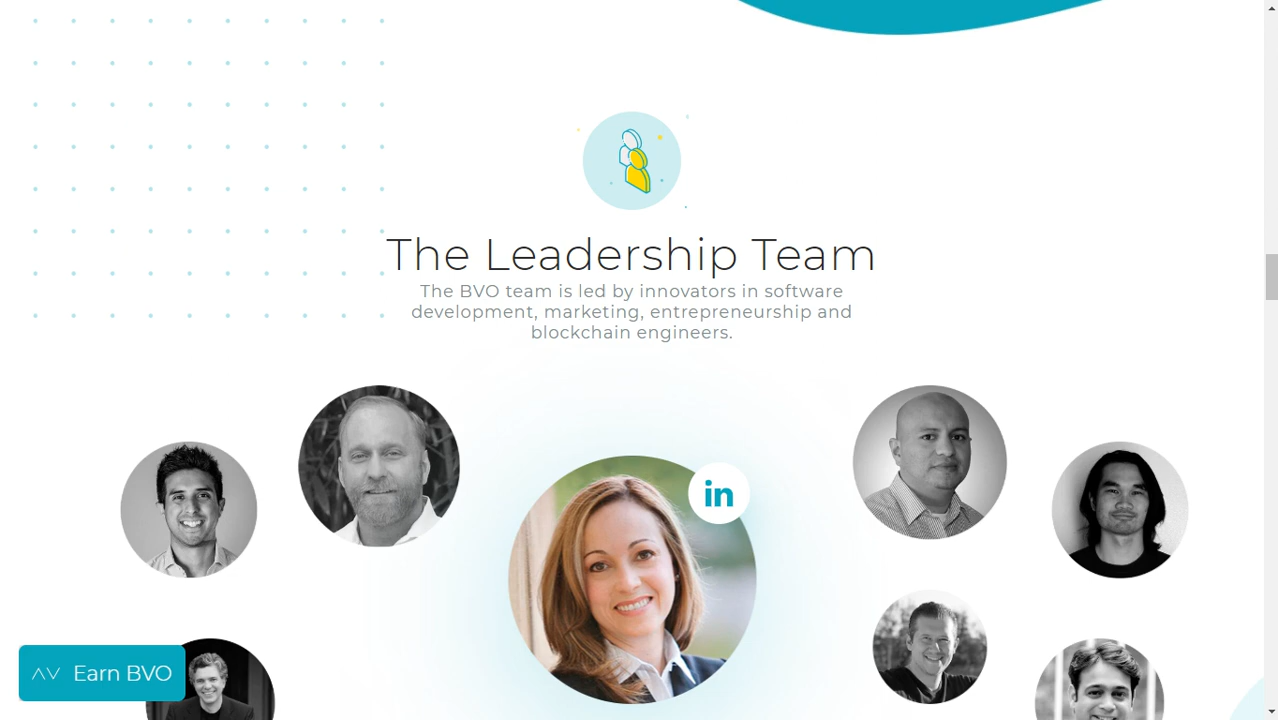 The Leadership Team
The BVO team is led by innovators in software
development, marketing, entrepreneurship and
blockchain engineers.
in
Earn BVO